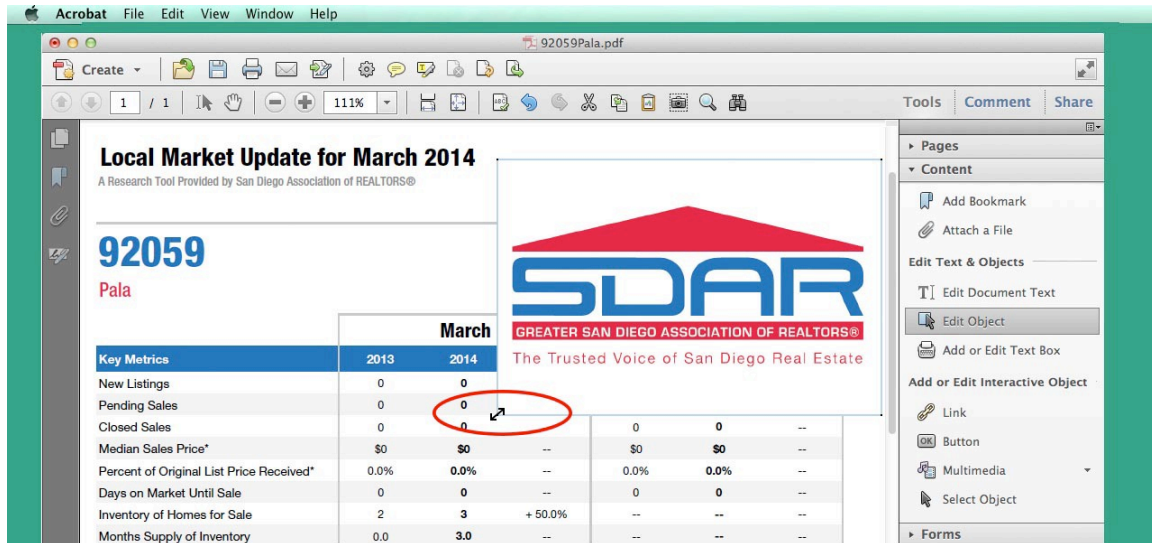 Acrobat File Edit View Window Help
92059Pala.pdf
Create
1 / 1 111% Tools Comment Share
Local Market Update for March 2014
A Research Tool Provided by San Diego Association of REALTORS®
92059
Pala
SDAR
GREATER SAN DIEGO ASSOCIATION OF REALTORS®
The Trusted Voice of San Diego Real Estate
March
Key Metrics 2013 2014
New Listings 0 0
Pending Sales 0 0
Closed Sales 0 0 0 0 --
Median Sales Price* $0 $0 -- $0 $0 --
Percent of Original List Price Received* 0.0% 0.0% -- 0.0% 0.0% --
Days on Market Until Sale 0 0 -- 0 0 --
Inventory of Homes for Sale 2 3 + 50.0% -- -- --
Months Supply of Inventory 0.0 3.0 -- -- -- --
Pages
Content
Add Bookmark
Attach a File
Edit Text & Objects
Edit Document Text
Edit Object
Add or Edit Text Box
Add or Edit Interactive Object
Link
OK Button
Multimedia
Select Object
Forms